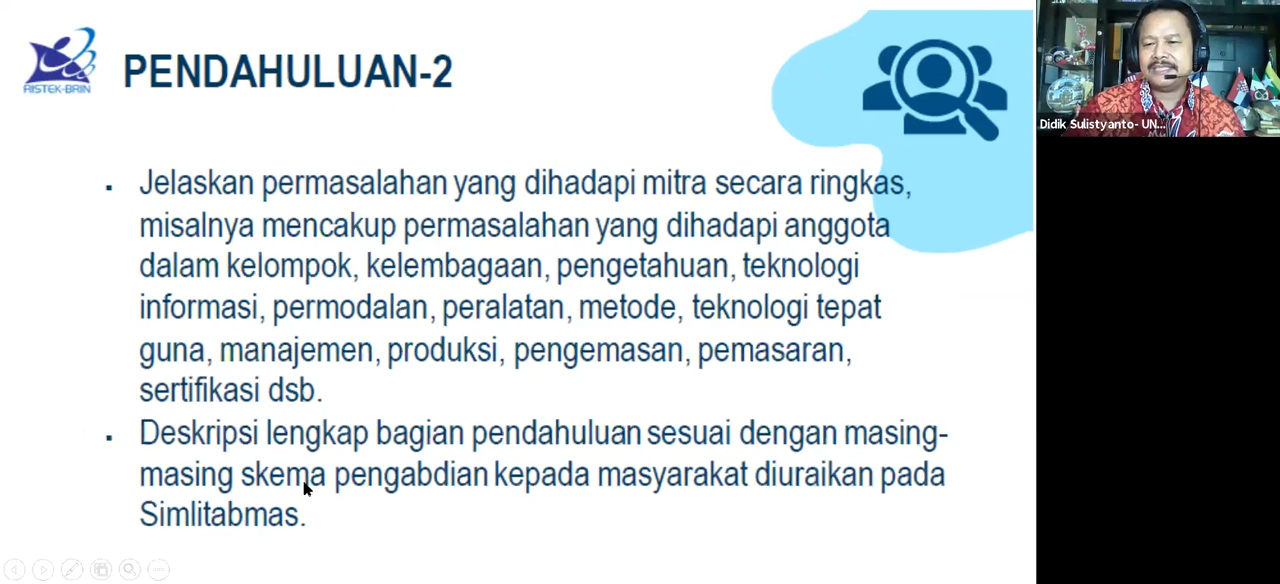 RISTEK-BRIN
PENDAHULUAN-2
Didik Sulistyanto- UN...
▪ Jelaskan permasalahan yang dihadapi mitra secara ringkas,
misalnya mencakup permasalahan yang dihadapi anggota
dalam kelompok, kelembagaan, pengetahuan, teknologi
informasi, permodalan, peralatan, metode, teknologi tepat
guna, manajemen, produksi, pengemasan, pemasaran,
sertifikasi dsb.
▪ Deskripsi lengkap bagian pendahuluan sesuai dengan masing-
masing skema pengabdian kepada masyarakat diuraikan pada
Simlitabmas.